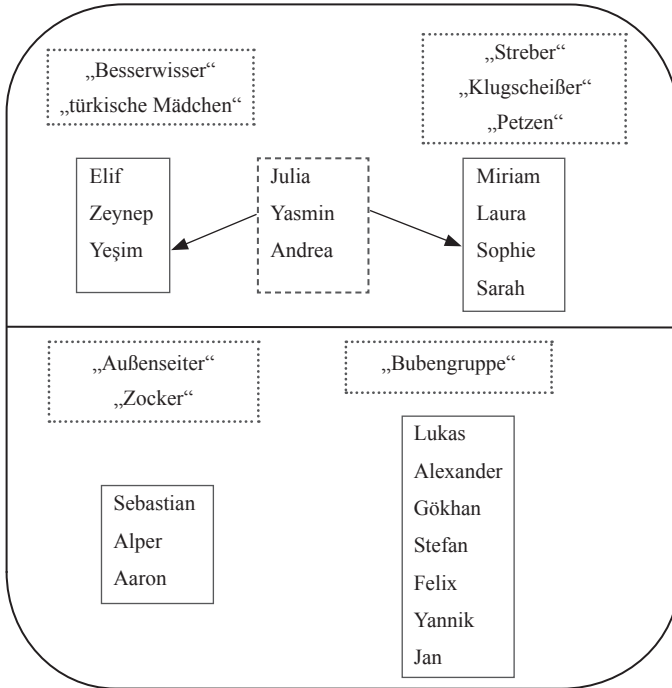 „Besserwisser“
„türkische Mädchen“
„Streber“
„Klugscheißer“
„Petzen“
Elif
Zeynep
Yeşim
Julia
Yasmin
Andrea
Miriam
Laura
Sophie
Sarah
„Außenseiter“
„Zocker“
„Bubengruppe“
Sebastian
Alper
Aaron
Lukas
Alexander
Gökhan
Stefan
Felix
Yannik
Jan